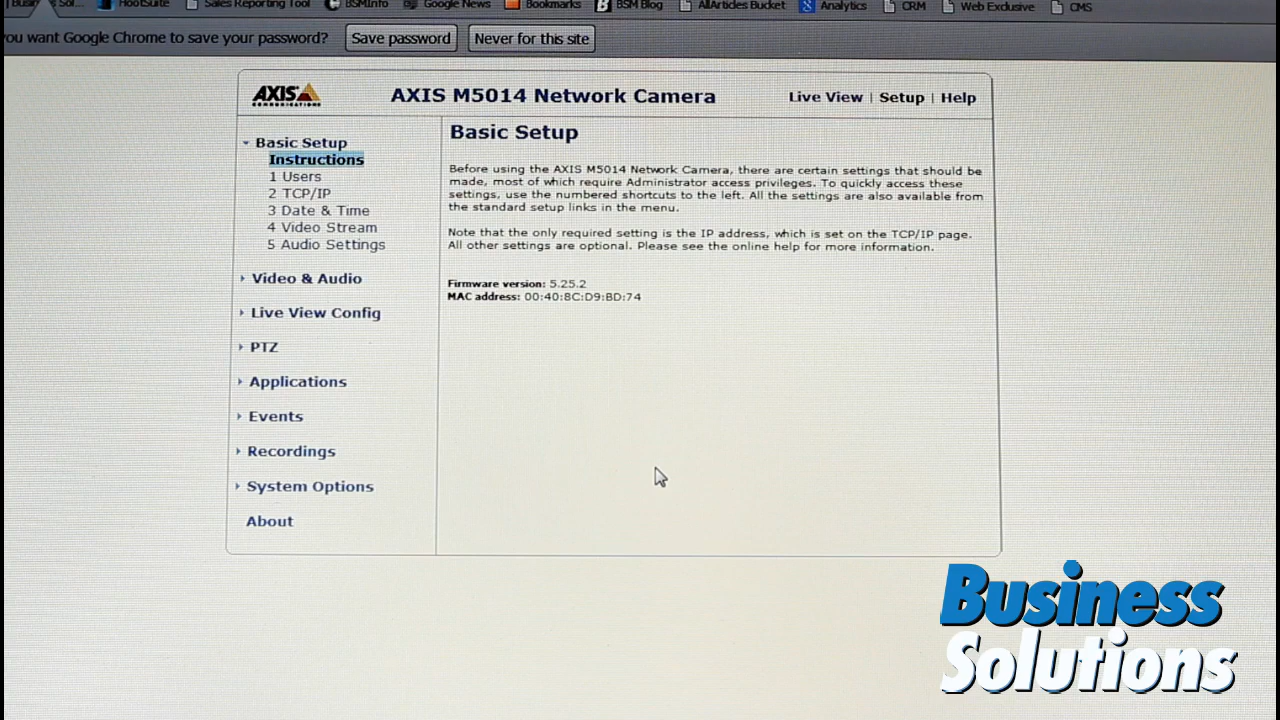 HootSuite Sales Reporting Tool BSMInfo Google News Bookmarks BSM Blog AllArticles Bucket Analytics CRM Web Exclusive CMS
you want Google Chrome to save your password? Save password Never for this site
AXIS COMMUNICATIONS
AXIS M5014 Network Camera
Live View | Setup | Help
Basic Setup
Instructions
1 Users
2 TCP/IP
3 Date & Time
4 Video Stream
5 Audio Settings
Video & Audio
Live View Config
PTZ
Applications
Events
Recordings
System Options
About
Basic Setup
Before using the AXIS M5014 Network Camera, there are certain settings that should be
made, most of which require Administrator access privileges. To quickly access these
settings, use the numbered shortcuts to the left. All the settings are also available from
the standard setup links in the menu.
Note that the only required setting is the IP address, which is set on the TCP/IP page.
All other settings are optional. Please see the online help for more information.
Firmware version: 5.25.2
MAC address: 00:40:8C:D9:BD:74
Business
Solutions